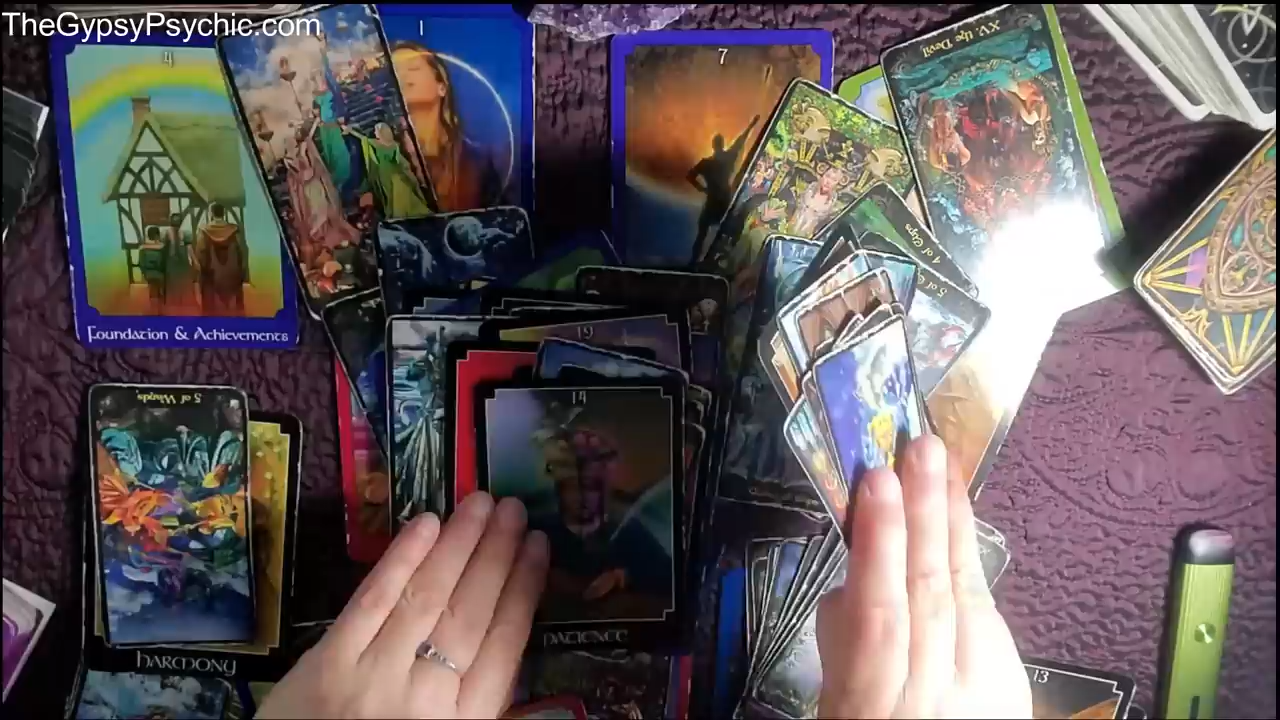 TheGypsyPsychic.com
4
1
7
XV. the Devil
Foundation & Achievements
4 of Cups
5 of
19
14
5 of Wands
PATIENCE
HARMONY
13